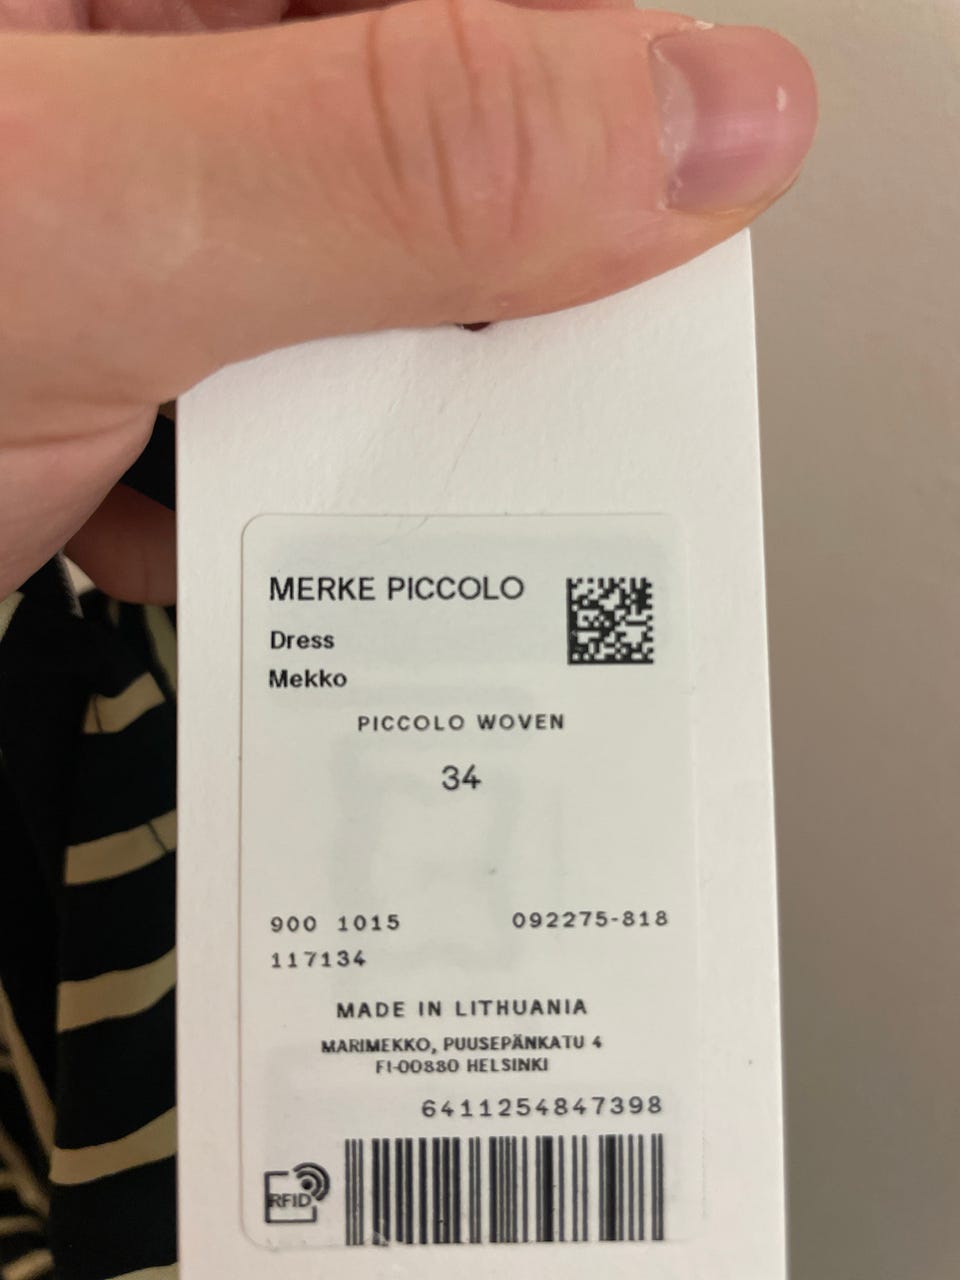 MERKE PICCOLO
Dress
Mekko
PICCOLO WOVEN
34
900 1015 092275-818
117134
MADE IN LITHUANIA
MARIMEKKO, PUUSEPÄNKATU 4
FI-00880 HELSINKI
6411254847398
RFID